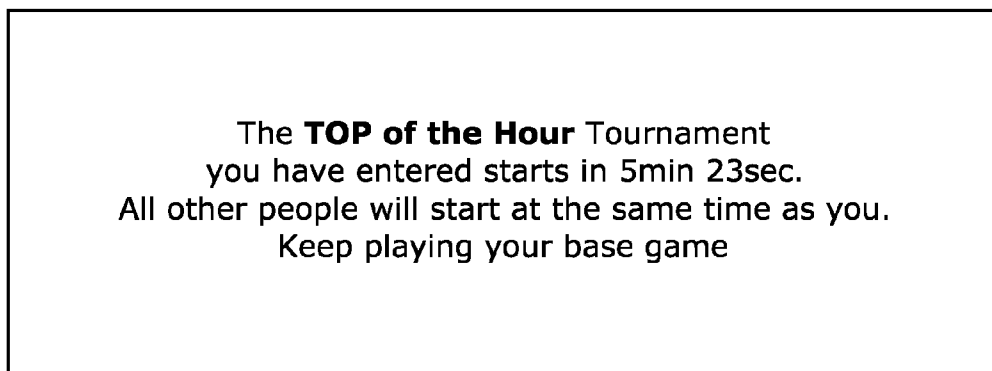 The TOP of the Hour Tournament
you have entered starts in 5min 23sec.
All other people will start at the same time as you.
Keep playing your base game